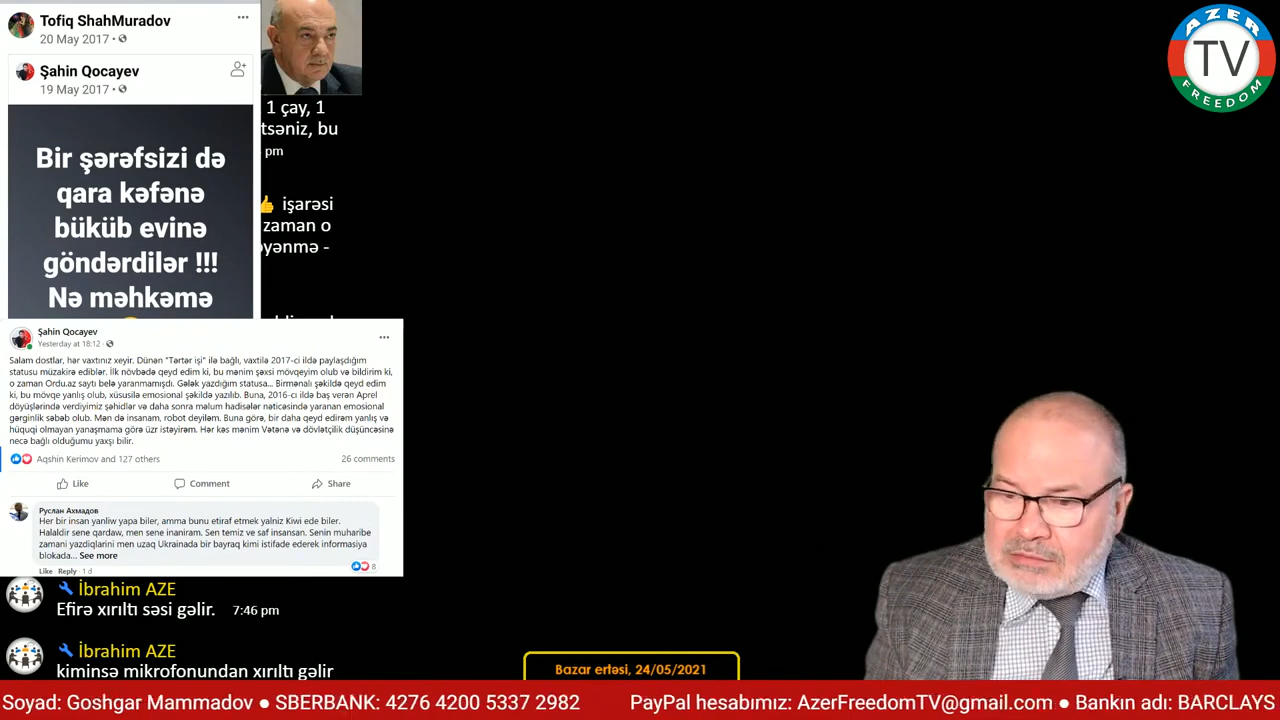 Tofiq ShahMuradov
20 May 2017 •
Şahin Qocayev
19 May 2017 •
Bir şərəfsizi də
qara kəfənə
büküb evinə
göndərdilər !!!
Nə məhkəmə
1 çay, 1
tsəniz, bu
pm
işarəsi
zaman o
əyənmə -
Şahin Qocayev
Yesterday at 18:12 •
Salam dostlar, hər vaxtınız xeyir. Dünən "Tərtər işi" ilə bağlı, vaxtilə 2017-ci ildə paylaşdığım
statusu müzakirə ediblər. İlk növbədə qeyd edim ki, bu mənim şəxsi mövqeyim olub və bildirim ki,
o zaman Ordu.az saytı belə yaranmamışdı. Gələk yazdığım statusa... Birmənalı şəkildə qeyd edim
ki, bu mövqe yanlış olub, xüsusilə emosional şəkildə yazılıb. Buna, 2016-cı ildə baş verən Aprel
döyüşlərində verdiyimiz şəhidlər və daha sonra məlum hadisələr nəticəsində yaranan emosional
gərginlik səbəb olub. Mən də insanam, robot deyiləm. Buna görə, bir daha qeyd edirəm yanlış və
hüquqi olmayan yanaşmama görə üzr istəyirəm. Hər kəs mənim Vətənə və dövlətçilik düşüncəsinə
necə bağlı olduğumu yaxşı bilir.
Aqshin Kerimov and 127 others
26 comments
Like
Comment
Share
Руслан Ахмадов
Her bir insan yanliw yapa biler, amma bunu etiraf etmek yalniz Kiwi ede biler.
Halaldir sene qardaw, men sene inaniram. Sen temiz ve saf insansan. Senin muharibe
zamani yazdiqlarini men uzaq Ukrainada bir bayraq kimi istifade ederek informasiya
blokada... See more
Like Reply 1 d
8
İbrahim AZE
Efirə xırıltı səsi gəlir. 7:46 pm
İbrahim AZE
kiminsə mikrofonundan xırıltı gəlir
AZER
TV
FREEDOM
Bazar ertəsi, 24/05/2021
Soyad: Goshgar Mammadov ● SBERBANK: 4276 4200 5337 2982 PayPal hesabımız: AzerFreedomTV@gmail.com ● Bankın adı: BARCLAYS